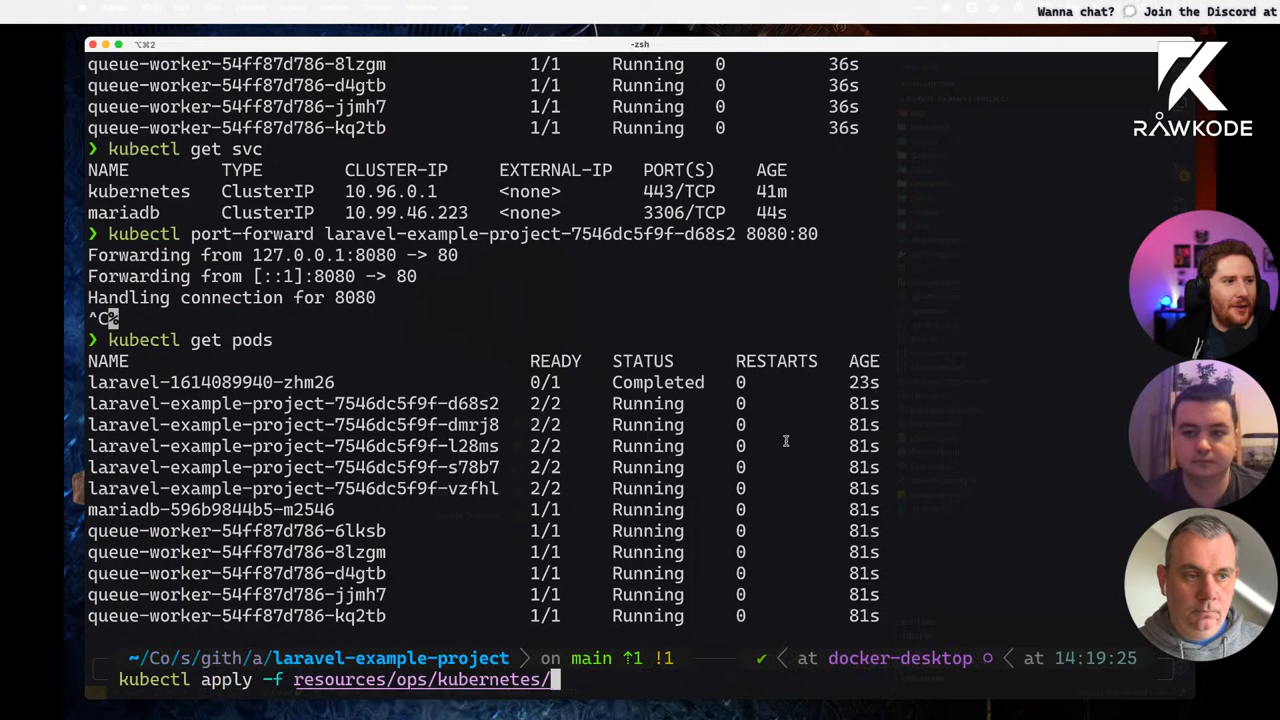 Wanna chat? Join the Discord at
⌥⌘2
-zsh
RAWKODE
queue-worker-54ff87d786-8lzgm 1/1 Running 0 36s
queue-worker-54ff87d786-d4gtb 1/1 Running 0 36s
queue-worker-54ff87d786-jjmh7 1/1 Running 0 36s
queue-worker-54ff87d786-kq2tb 1/1 Running 0 36s
❯ kubectl get svc
NAME TYPE CLUSTER-IP EXTERNAL-IP PORT(S) AGE
kubernetes ClusterIP 10.96.0.1 <none> 443/TCP 41m
mariadb ClusterIP 10.99.46.223 <none> 3306/TCP 44s
❯ kubectl port-forward laravel-example-project-7546dc5f9f-d68s2 8080:80
Forwarding from 127.0.0.1:8080 -> 80
Forwarding from [::1]:8080 -> 80
Handling connection for 8080
^C%
❯ kubectl get pods
NAME READY STATUS RESTARTS AGE
laravel-1614089940-zhm26 0/1 Completed 0 23s
laravel-example-project-7546dc5f9f-d68s2 2/2 Running 0 81s
laravel-example-project-7546dc5f9f-dmrj8 2/2 Running 0 81s
laravel-example-project-7546dc5f9f-l28ms 2/2 Running 0 81s
laravel-example-project-7546dc5f9f-s78b7 2/2 Running 0 81s
laravel-example-project-7546dc5f9f-vzfhl 2/2 Running 0 81s
mariadb-596b9844b5-m2546 1/1 Running 0 81s
queue-worker-54ff87d786-6lksb 1/1 Running 0 81s
queue-worker-54ff87d786-8lzgm 1/1 Running 0 81s
queue-worker-54ff87d786-d4gtb 1/1 Running 0 81s
queue-worker-54ff87d786-jjmh7 1/1 Running 0 81s
queue-worker-54ff87d786-kq2tb 1/1 Running 0 81s
~/Co/s/gith/a/laravel-example-project on main ⇡1 !1 ✔ at docker-desktop ○ at 14:19:25
kubectl apply -f resources/ops/kubernetes/